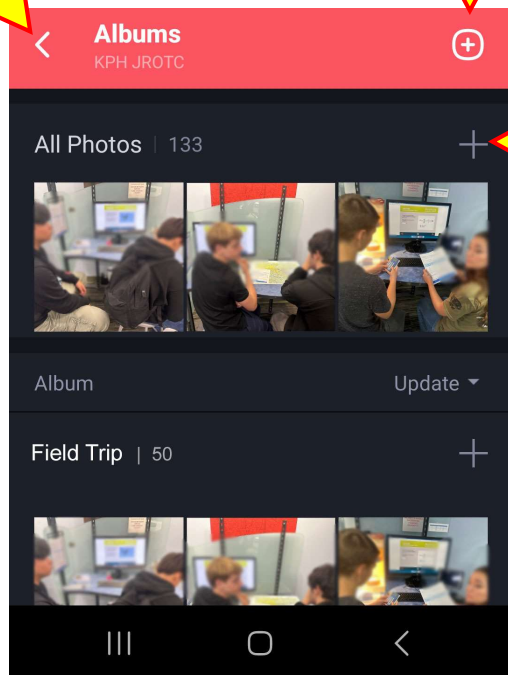 Albums
KPH JROTC
All Photos | 133
Album
Update
Field Trip | 50